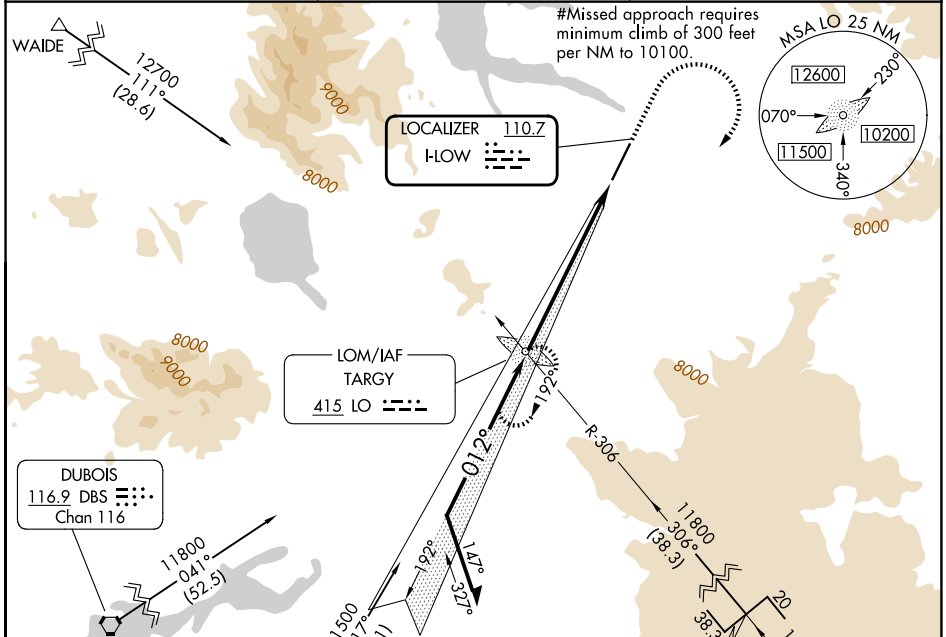 #Missed approach requires
minimum climb of 300 feet
per NM to 10100.
WAIDE
12700
111°
(28.6)
9000
8000
MSA LO 25 NM
12600
230°
070°
10200
11500
340°
LOCALIZER 110.7
I-LOW
8000
8000
9000
LOM/IAF
TARGY
415 LO
192°
8000
012°
R-306
DUBOIS
116.9 DBS
Chan 116
11800
041°
(52.5)
11800
306°
(38.3)
192°
147°
327°
20
38.3